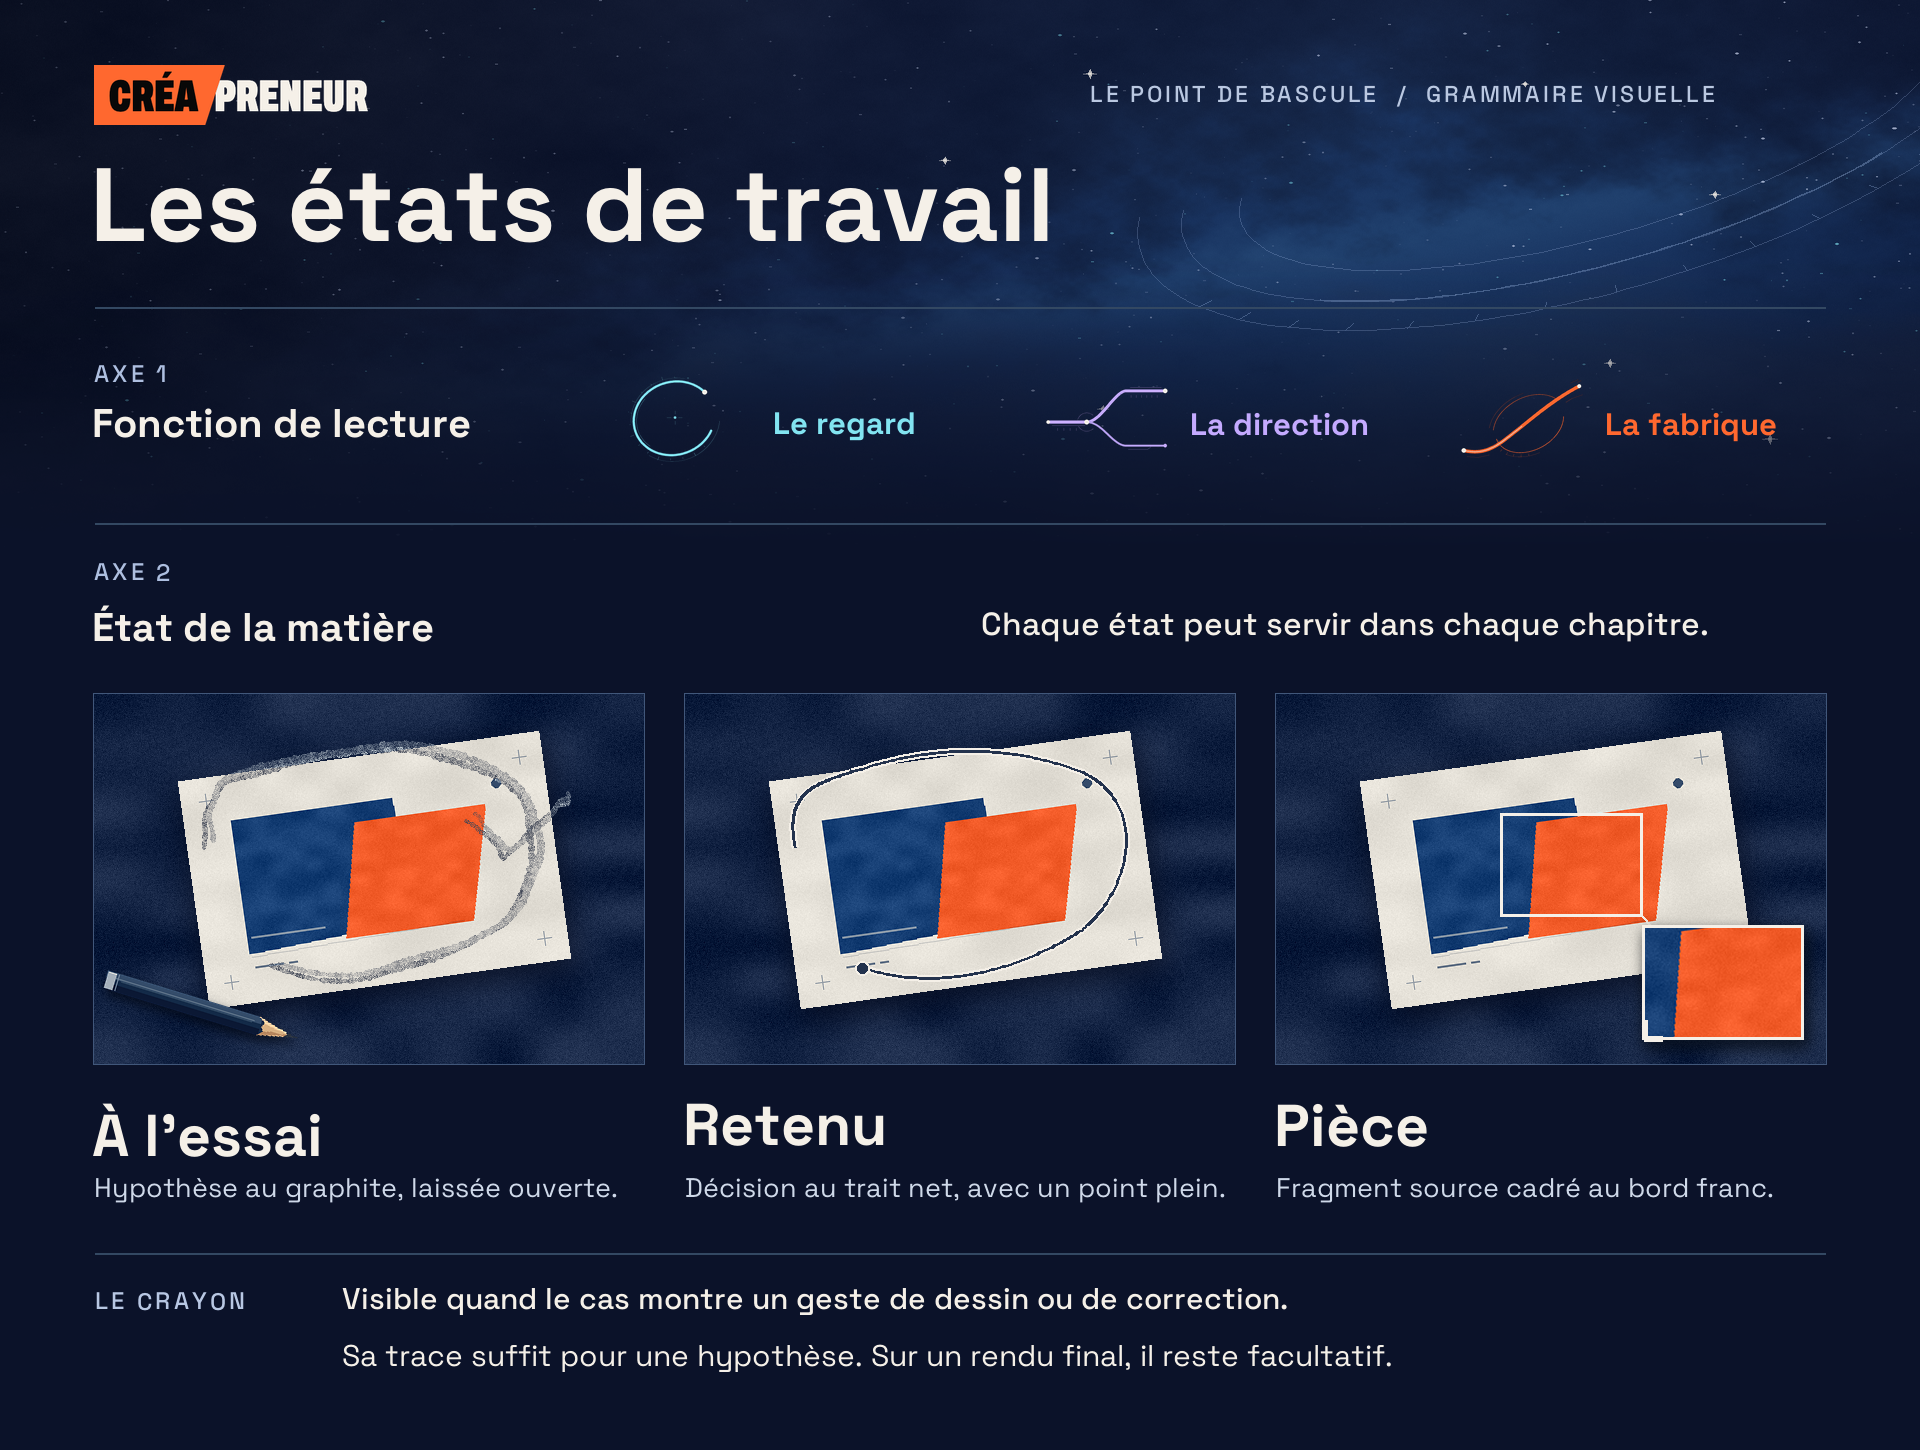 CRÉAPRENEUR
LE POINT DE BASCULE / GRAMMAIRE VISUELLE
Les états de travail
AXE 1
Fonction de lecture
Le regard
La direction
La fabrique
AXE 2
État de la matière
Chaque état peut servir dans chaque chapitre.
À l’essai
Hypothèse au graphite, laissée ouverte.
Retenu
Décision au trait net, avec un point plein.
Pièce
Fragment source cadré au bord franc.
LE CRAYON
Visible quand le cas montre un geste de dessin ou de correction.
Sa trace suffit pour une hypothèse. Sur un rendu final, il reste facultatif.